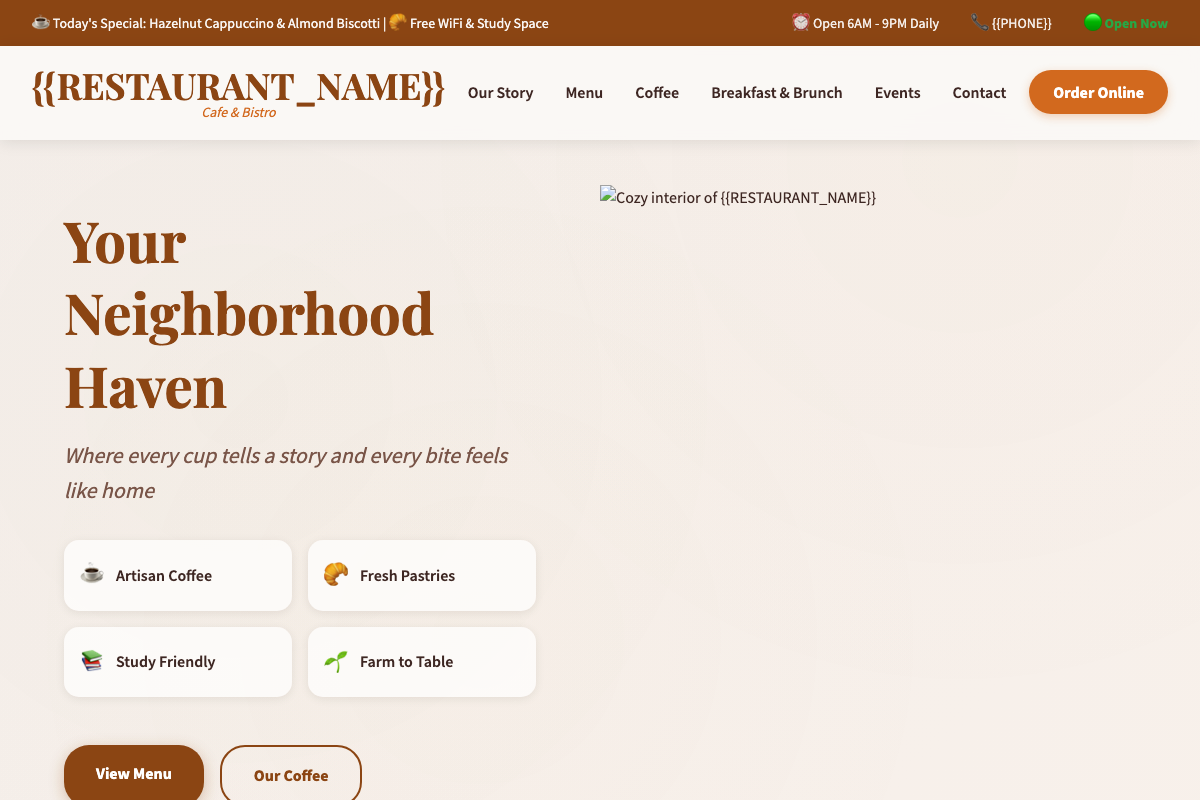 ☕ Today's Special: Hazelnut Cappuccino & Almond Biscotti | 🥐 Free WiFi & Study Space
⏰ Open 6AM - 9PM Daily
📞 {{PHONE}}
🟢 Open Now
{{RESTAURANT_NAME}}
Cafe & Bistro
Our Story
Menu
Coffee
Breakfast & Brunch
Events
Contact
Order Online
Cozy interior of {{RESTAURANT_NAME}}
Your
Neighborhood
Haven
Where every cup tells a story and every bite feels
like home
☕ Artisan Coffee
🥐 Fresh Pastries
📚 Study Friendly
🌱 Farm to Table
View Menu
Our Coffee